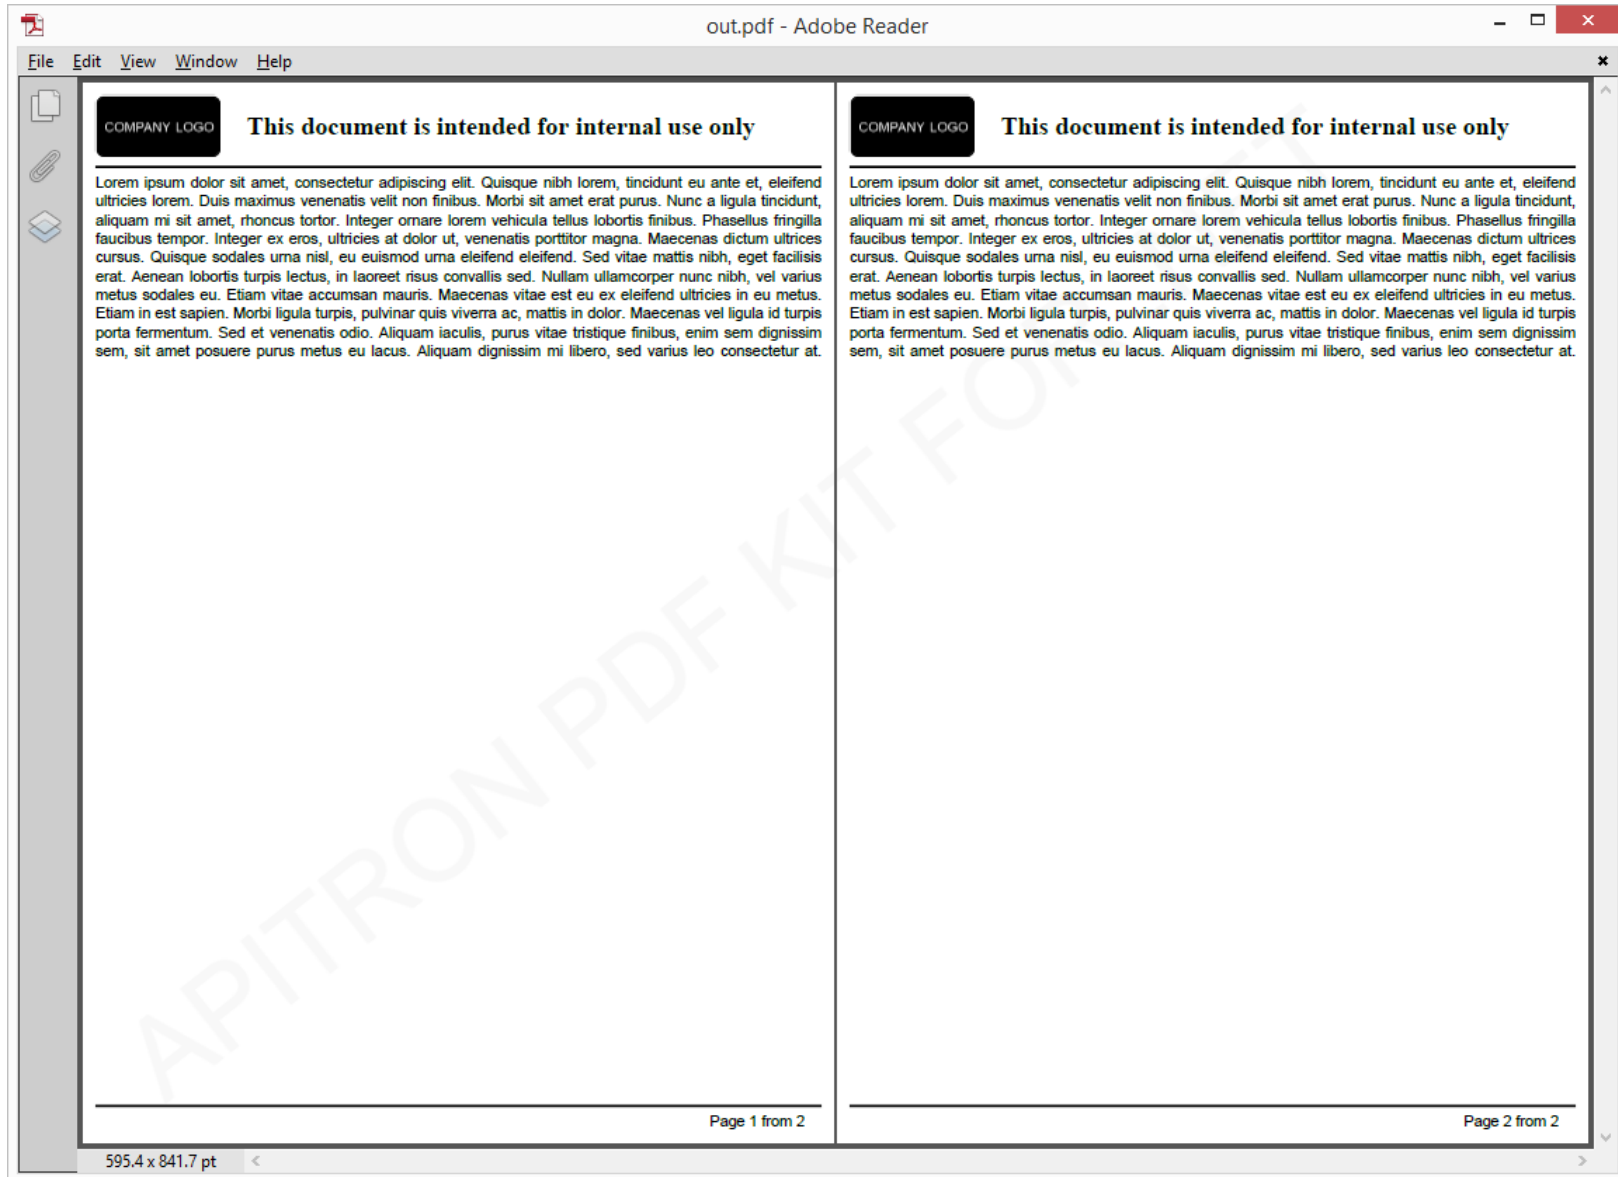 out.pdf - Adobe Reader
File Edit View Window Help
COMPANY LOGO
This document is intended for internal use only
Lorem ipsum dolor sit amet, consectetur adipiscing elit. Quisque nibh lorem, tincidunt eu ante et, eleifend
ultricies lorem. Duis maximus venenatis velit non finibus. Morbi sit amet erat purus. Nunc a ligula tincidunt,
aliquam mi sit amet, rhoncus tortor. Integer ornare lorem vehicula tellus lobortis finibus. Phasellus fringilla
faucibus tempor. Integer ex eros, ultricies at dolor ut, venenatis porttitor magna. Maecenas dictum ultrices
cursus. Quisque sodales urna nisl, eu euismod urna eleifend eleifend. Sed vitae mattis nibh, eget facilisis
erat. Aenean lobortis turpis lectus, in laoreet risus convallis sed. Nullam ullamcorper nunc nibh, vel varius
metus sodales eu. Etiam vitae accumsan mauris. Maecenas vitae est eu ex eleifend ultricies in eu metus.
Etiam in est sapien. Morbi ligula turpis, pulvinar quis viverra ac, mattis in dolor. Maecenas vel ligula id turpis
porta fermentum. Sed et venenatis odio. Aliquam iaculis, purus vitae tristique finibus, enim sem dignissim
sem, sit amet posuere purus metus eu lacus. Aliquam dignissim mi libero, sed varius leo consectetur at.
Page 1 from 2
COMPANY LOGO
This document is intended for internal use only
Lorem ipsum dolor sit amet, consectetur adipiscing elit. Quisque nibh lorem, tincidunt eu ante et, eleifend
ultricies lorem. Duis maximus venenatis velit non finibus. Morbi sit amet erat purus. Nunc a ligula tincidunt,
aliquam mi sit amet, rhoncus tortor. Integer ornare lorem vehicula tellus lobortis finibus. Phasellus fringilla
faucibus tempor. Integer ex eros, ultricies at dolor ut, venenatis porttitor magna. Maecenas dictum ultrices
cursus. Quisque sodales urna nisl, eu euismod urna eleifend eleifend. Sed vitae mattis nibh, eget facilisis
erat. Aenean lobortis turpis lectus, in laoreet risus convallis sed. Nullam ullamcorper nunc nibh, vel varius
metus sodales eu. Etiam vitae accumsan mauris. Maecenas vitae est eu ex eleifend ultricies in eu metus.
Etiam in est sapien. Morbi ligula turpis, pulvinar quis viverra ac, mattis in dolor. Maecenas vel ligula id turpis
porta fermentum. Sed et venenatis odio. Aliquam iaculis, purus vitae tristique finibus, enim sem dignissim
sem, sit amet posuere purus metus eu lacus. Aliquam dignissim mi libero, sed varius leo consectetur at.
Page 2 from 2
APITRON PDF KIT FOR
595.4 x 841.7 pt